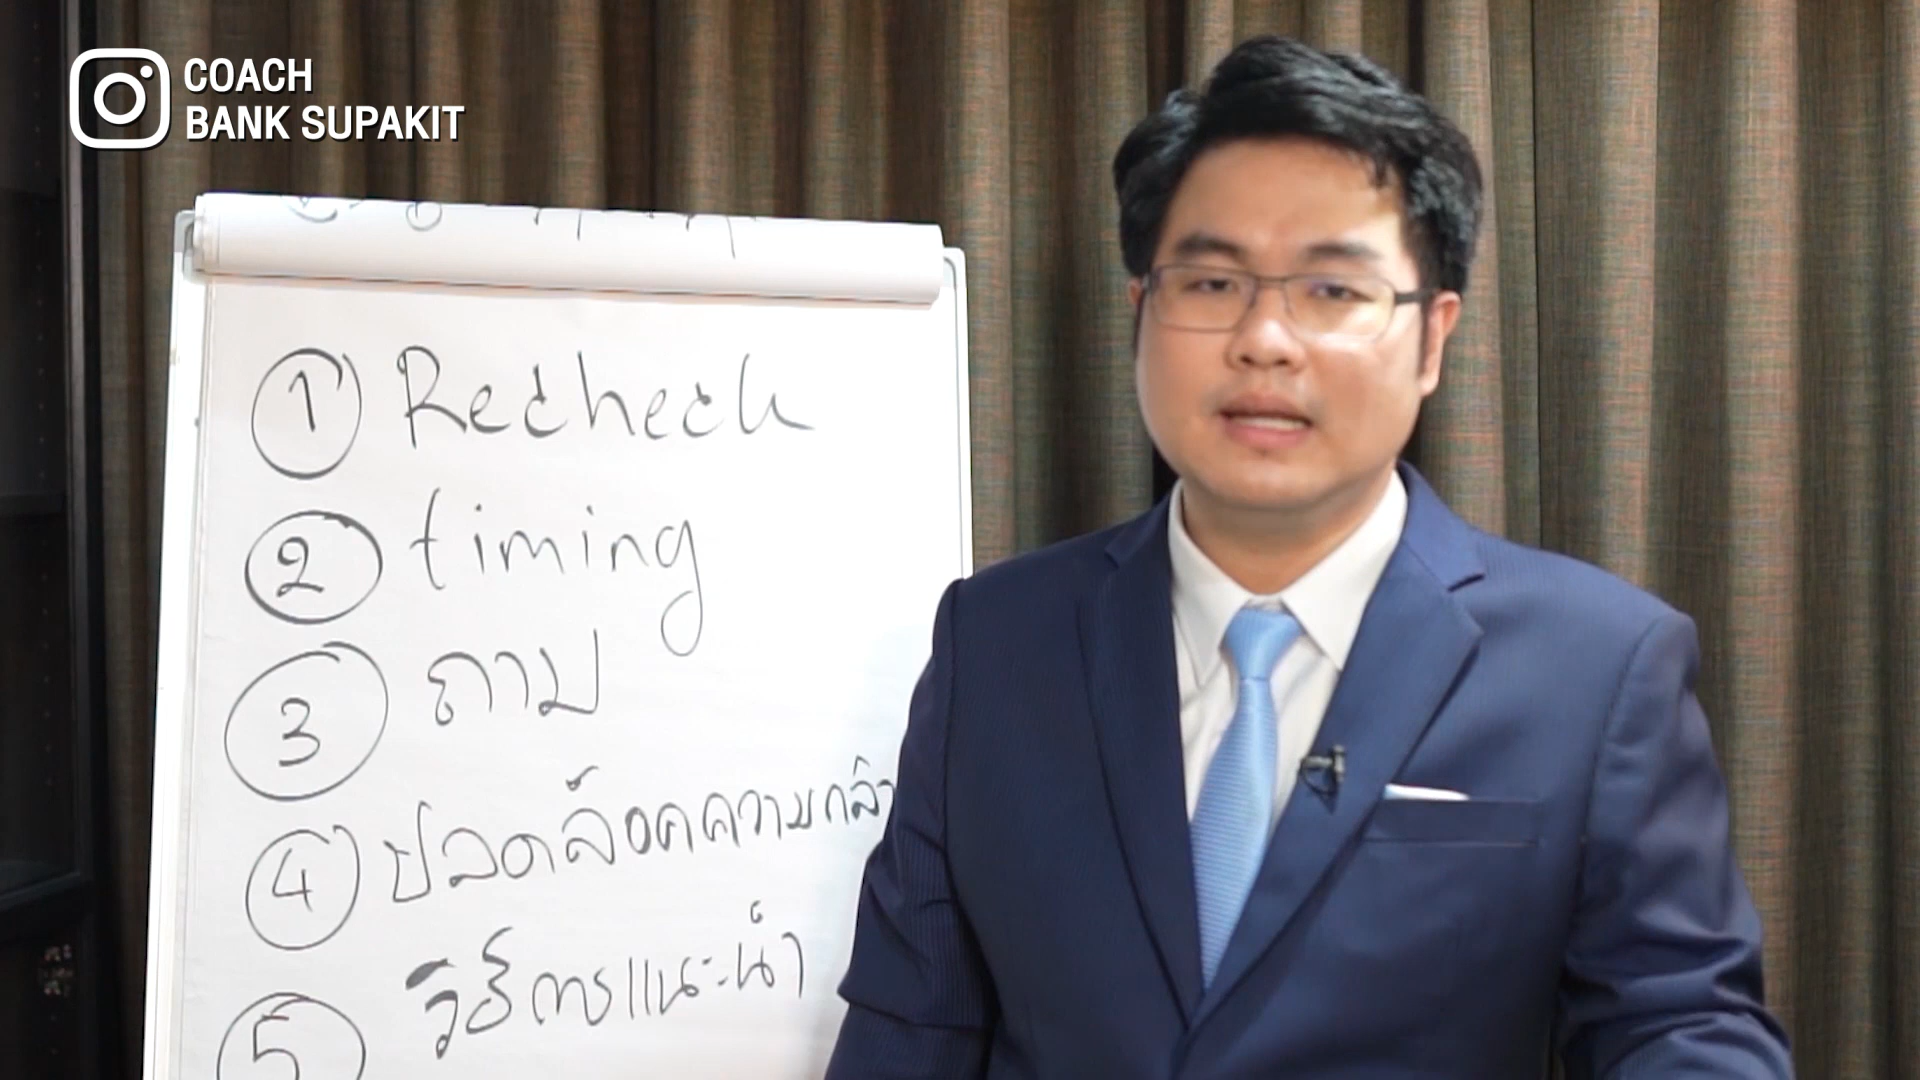 COACH
BANK SUPAKIT
1 Recheck
2 timing
3 ถาม
4 ปลดล็อคความกลัว
5 วิธีการแนะนำ